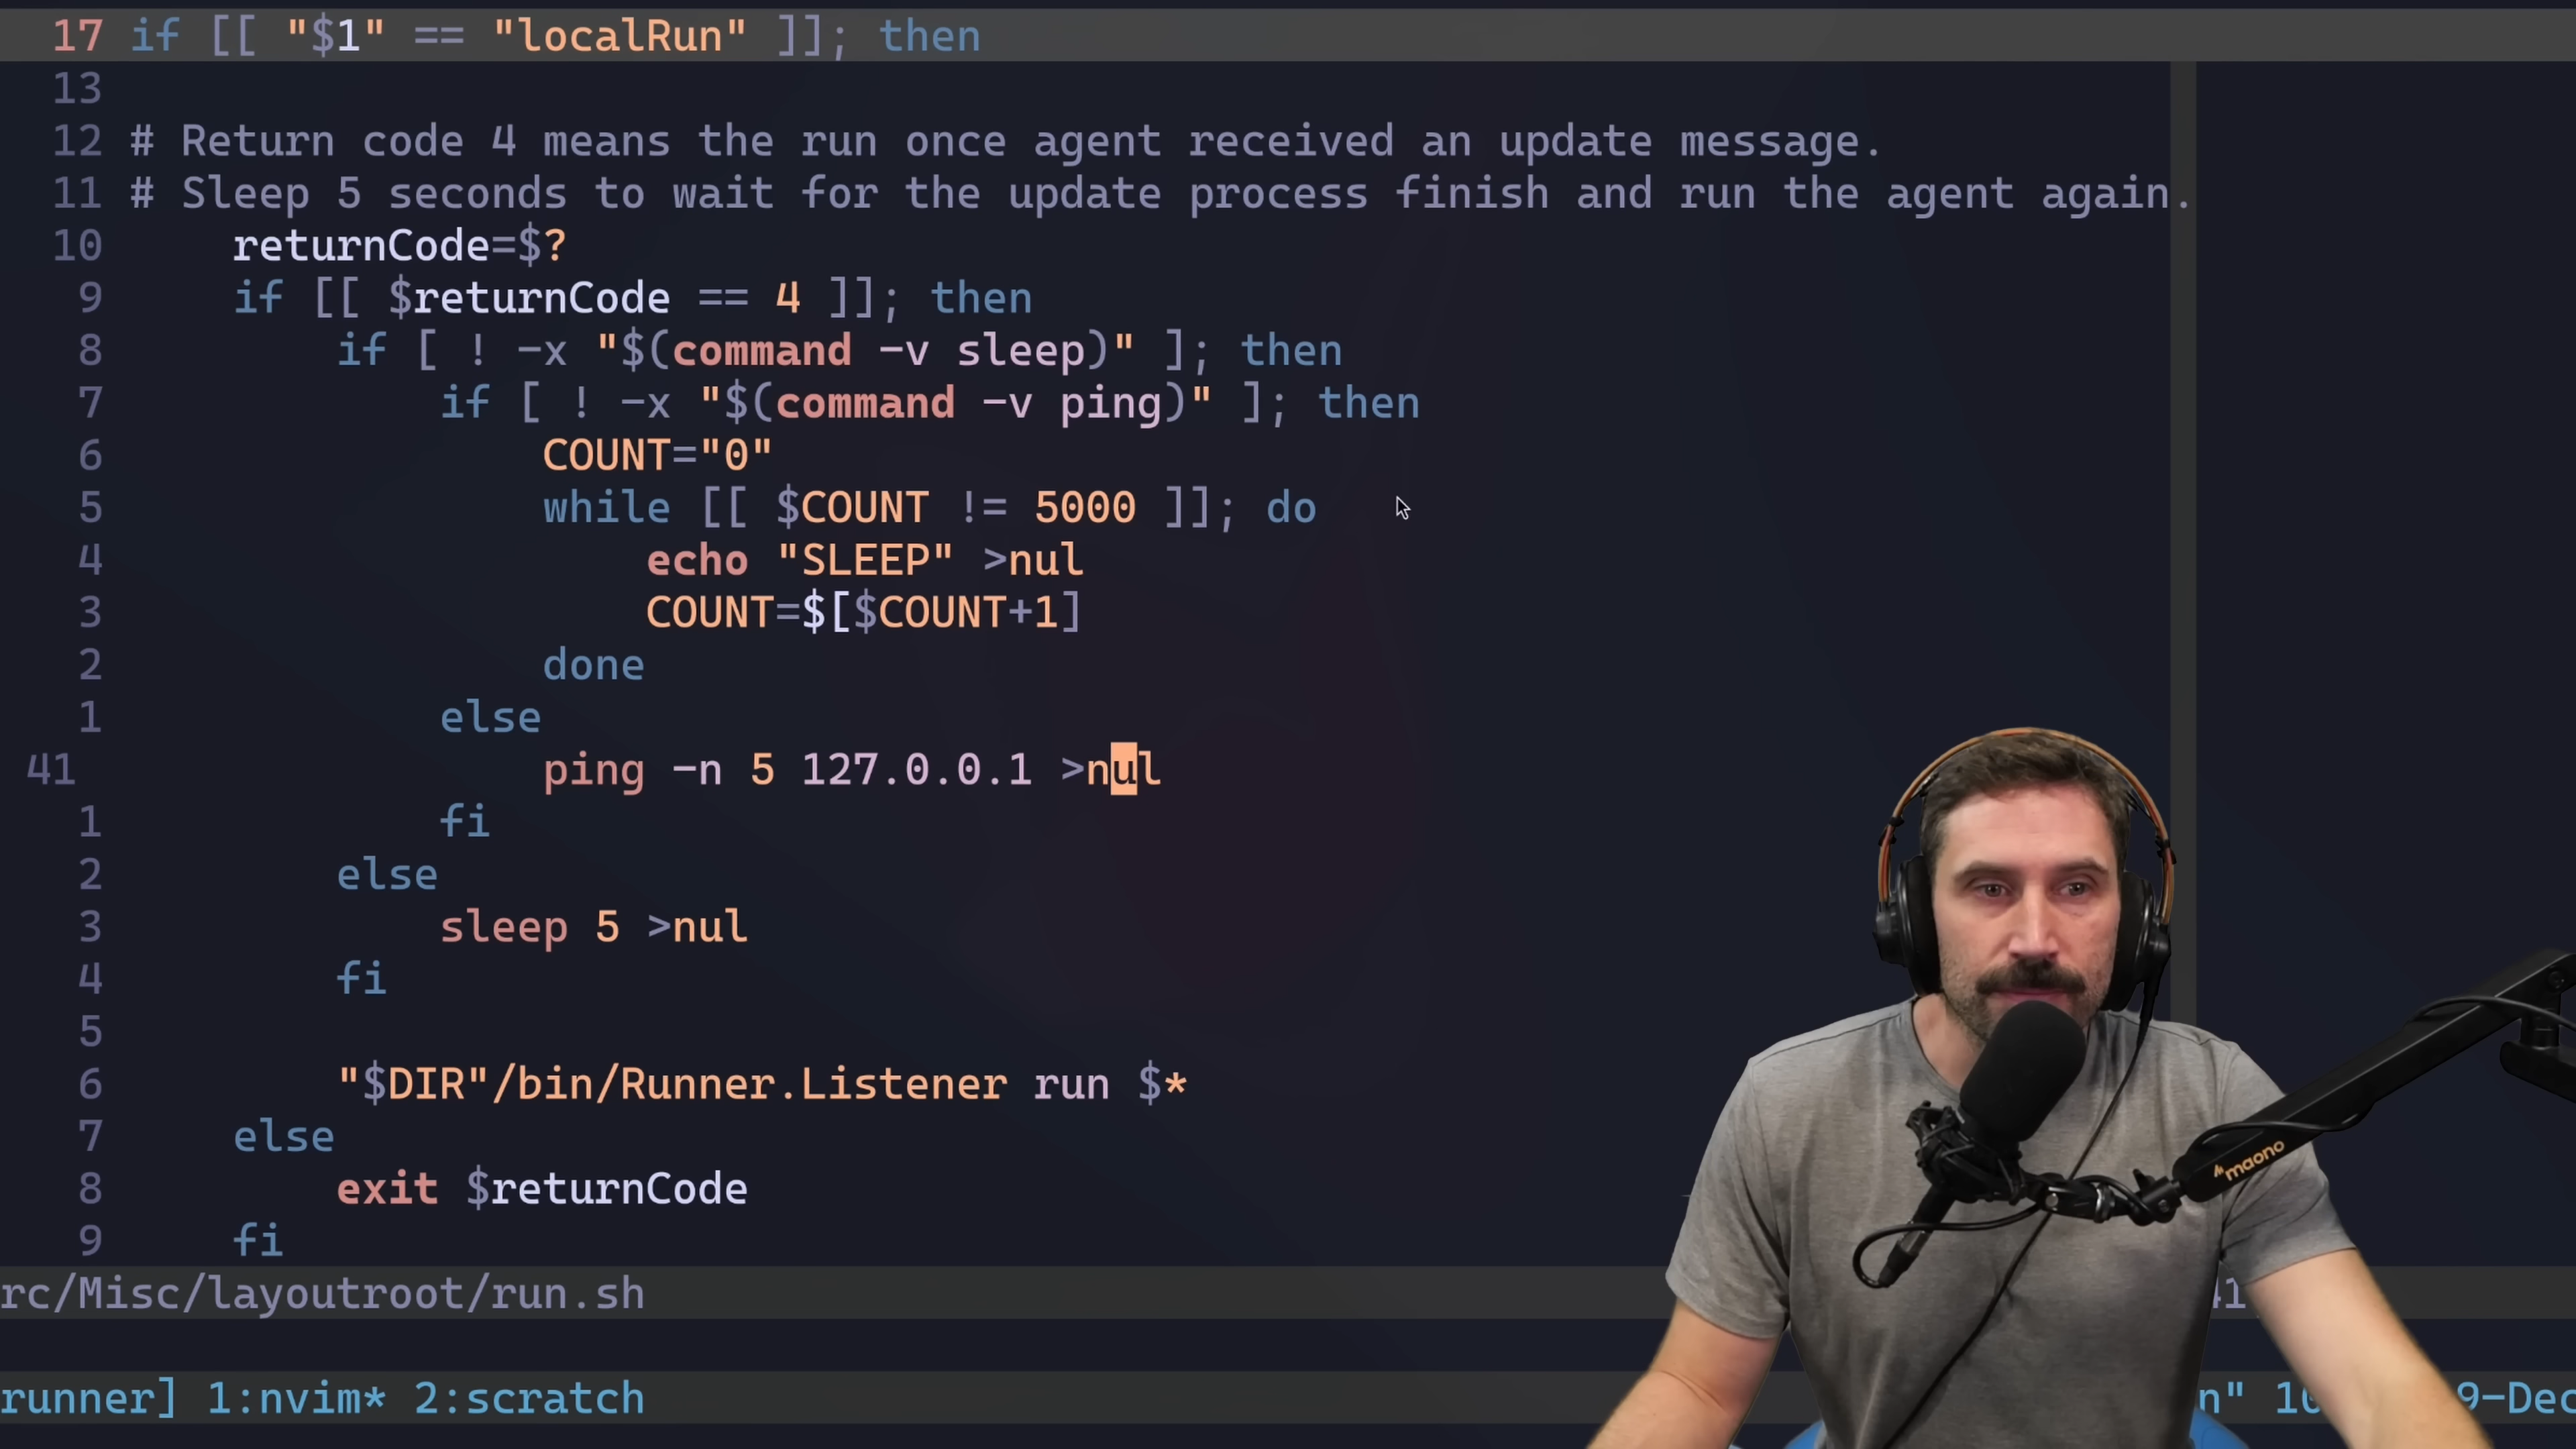 17 if [[ "$1" == "localRun" ]]; then
13
12 # Return code 4 means the run once agent received an update message.
11 # Sleep 5 seconds to wait for the update process finish and run the agent again.
10 returnCode=$?
9 if [[ $returnCode == 4 ]]; then
8 if [ ! -x "$(command -v sleep)" ]; then
7 if [ ! -x "$(command -v ping)" ]; then
6 COUNT="0"
5 while [[ $COUNT != 5000 ]]; do
4 echo "SLEEP" >nul
3 COUNT=$[$COUNT+1]
2 done
1 else
41 ping -n 5 127.0.0.1 >nul
1 fi
2 else
3 sleep 5 >nul
4 fi
5
6 "$DIR"/bin/Runner.Listener run $*
7 else
8 exit $returnCode
9 fi
rc/Misc/layoutroot/run.sh 41
runner] 1:nvim* 2:scratch n" 10 9-Dec
maono